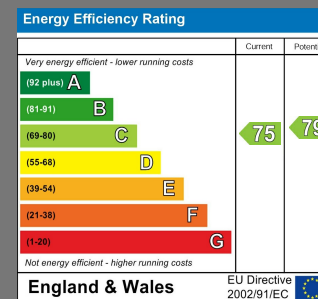 Energy Efficiency Rating
Current
Very energy efficient - lower running costs
(92 plus) A
(81-91) B
(69-80) C
75
(55-68) D
(39-54) E
(21-38) F
(1-20) G
Not energy efficient - higher running costs
England & Wales
EU Directive
2002/91/EC